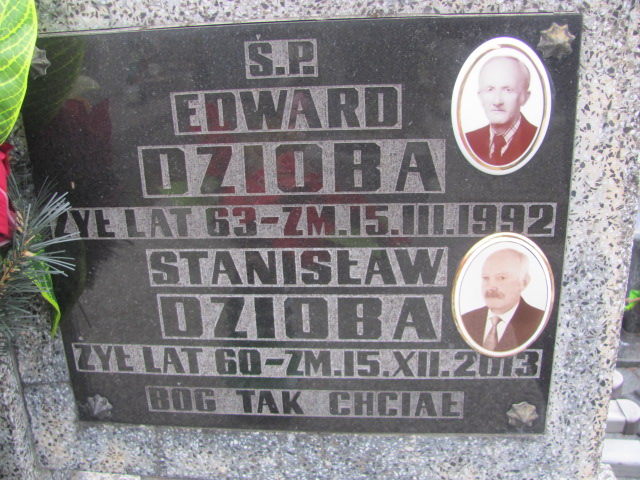 Ś.P.
EDWARD
DZIOBA
ŻYŁ LAT 63-ZM.15.III.1992
STANISŁAW
DZIOBA
ŻYŁ LAT 60-ZM.15.XII.2013
BÓG TAK CHCIAŁ